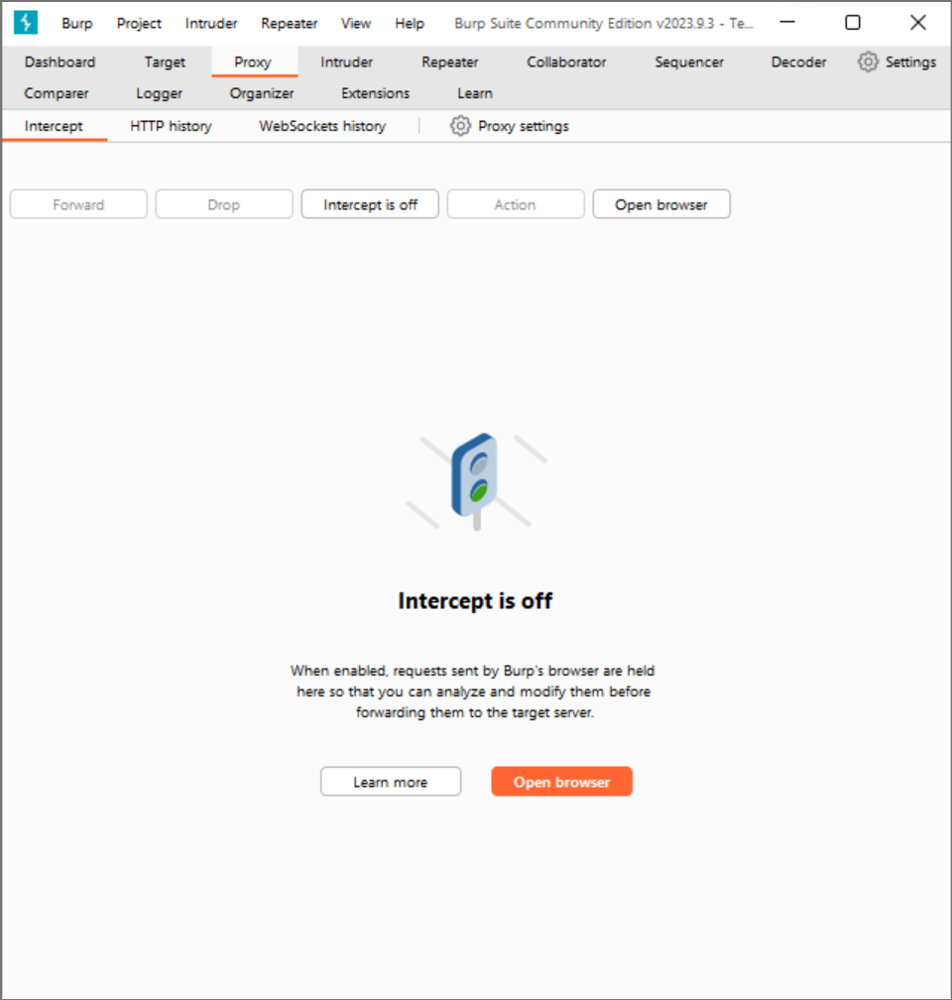 Burp Project Intruder Repeater View Help Burp Suite Community Edition v2023.9.3 - Te...
Dashboard Target Proxy Intruder Repeater Collaborator Sequencer Decoder Settings
Comparer Logger Organizer Extensions Learn
Intercept HTTP history WebSockets history Proxy settings
Forward Drop Intercept is off Action Open browser
Intercept is off
When enabled, requests sent by Burp's browser are held
here so that you can analyze and modify them before
forwarding them to the target server.
Learn more Open browser